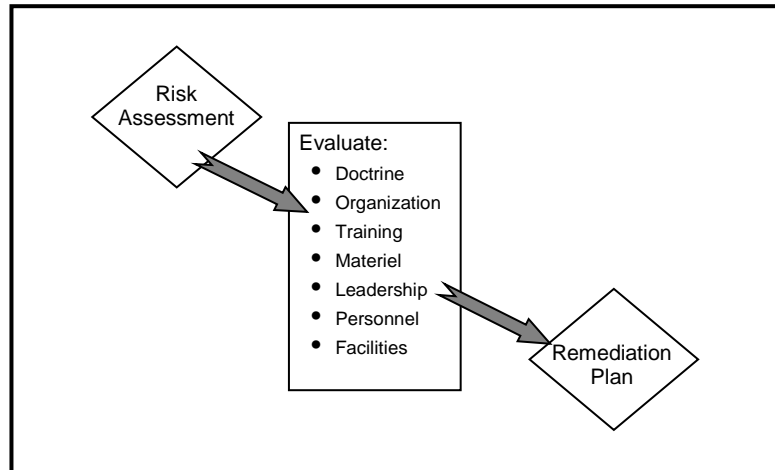 Risk
Assessment
Evaluate:
• Doctrine
• Organization
• Training
• Materiel
• Leadership
• Personnel
• Facilities
Remediation
Plan